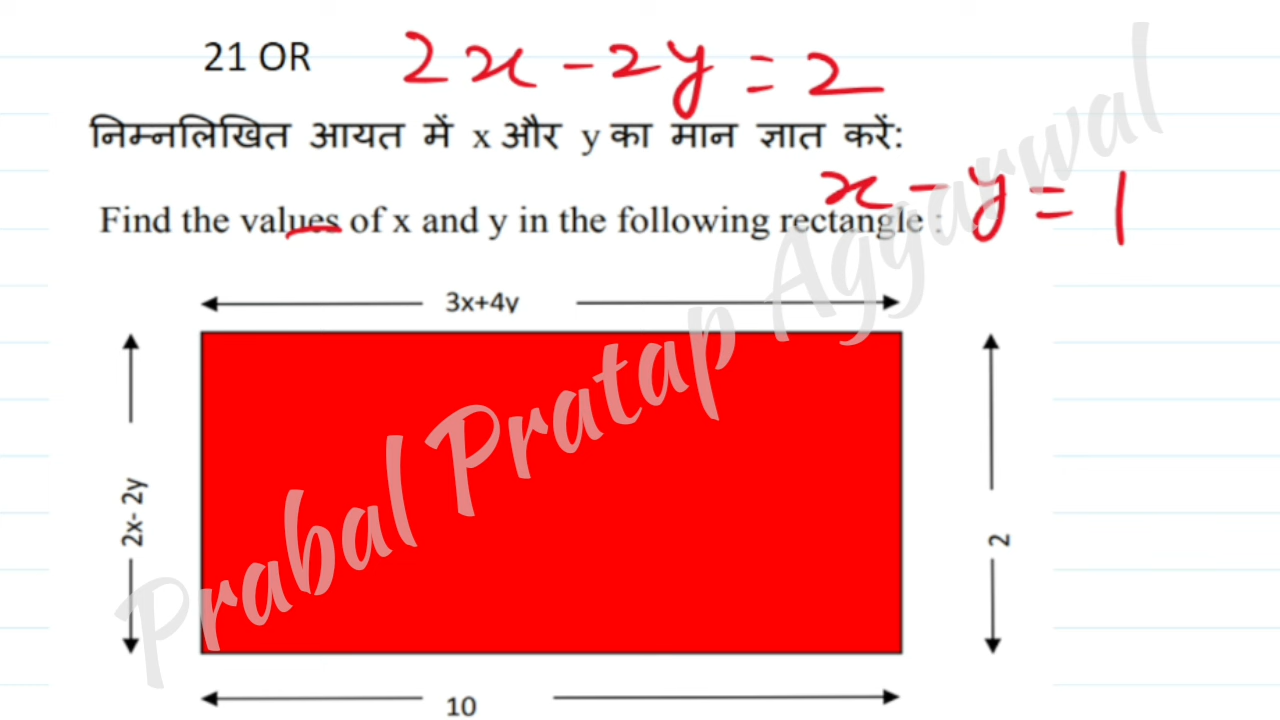 21 OR
2x - 2y = 2
निम्नलिखित आयत में x और y का मान ज्ञात करें:
x - y = 1
Find the values of x and y in the following rectangle :
3x+4y
2x- 2y
2
10
Prabal Pratap Aggarwal